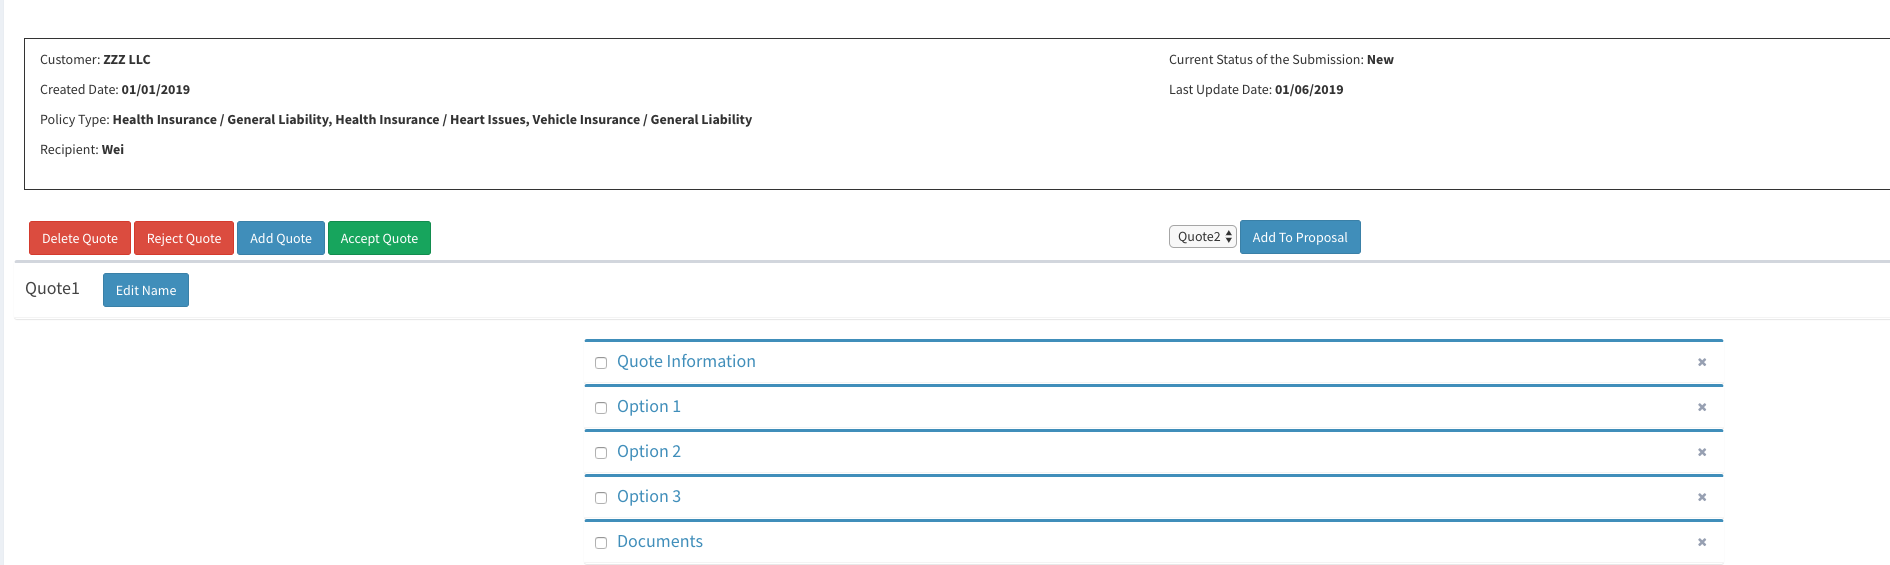 Customer: ZZZ LLC
Current Status of the Submission: New
Created Date: 01/01/2019
Last Update Date: 01/06/2019
Policy Type: Health Insurance / General Liability, Health Insurance / Heart Issues, Vehicle Insurance / General Liability
Recipient: Wei
Delete Quote Reject Quote Add Quote Accept Quote
Quote2 Add To Proposal
Quote1 Edit Name
Quote Information
Option 1
Option 2
Option 3
Documents